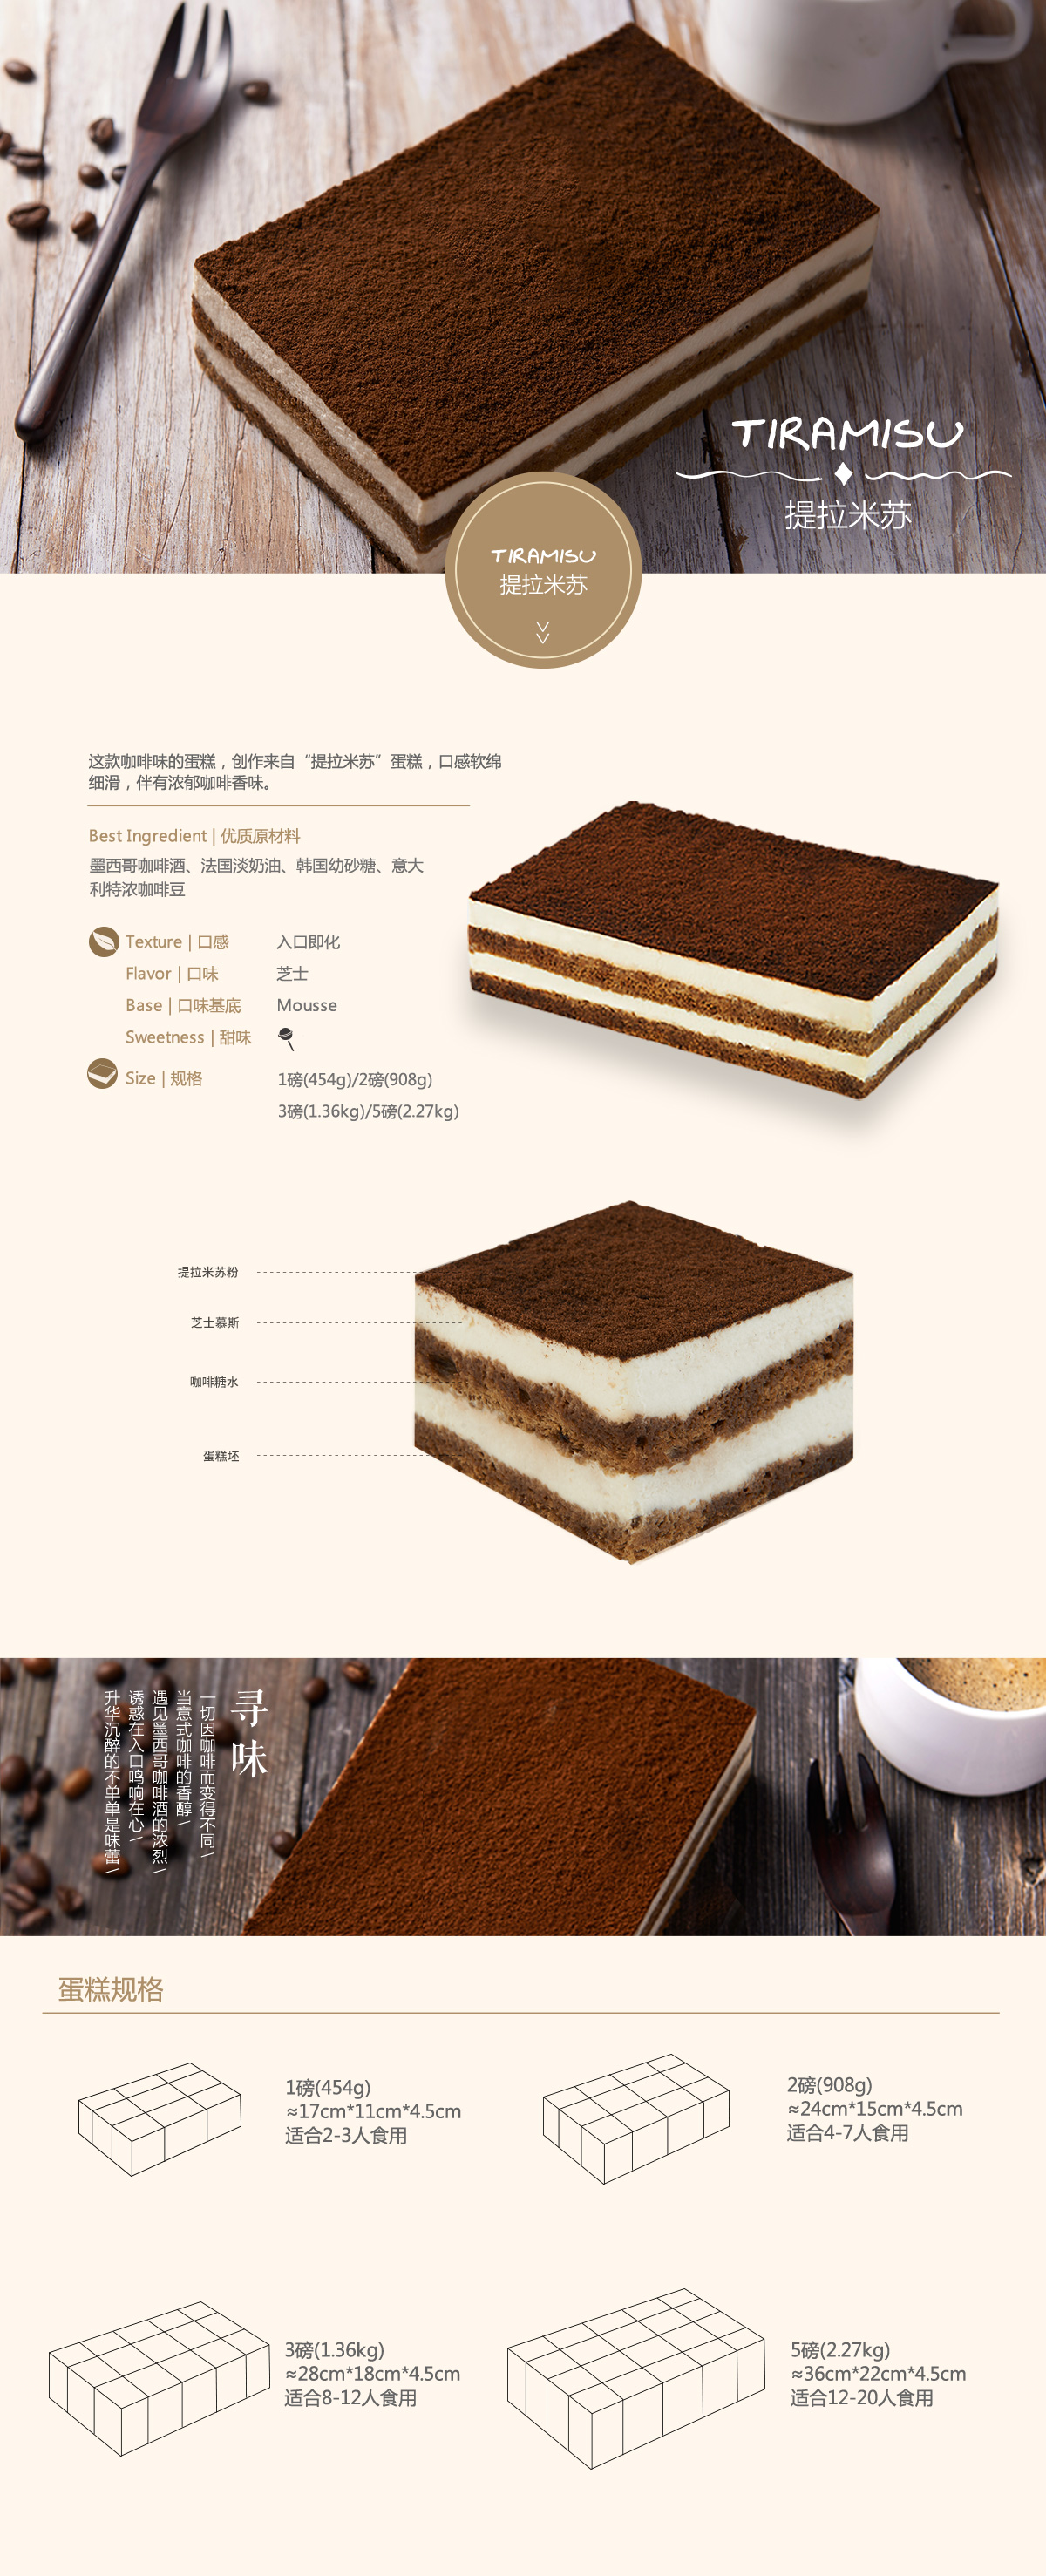 TIRAMISU
提拉米苏
TIRAMISU
提拉米苏
这款咖啡味的蛋糕，创作来自“提拉米苏”蛋糕，口感软绵
细滑，伴有浓郁咖啡香味。
Best Ingredient | 优质原材料
墨西哥咖啡酒、法国淡奶油、韩国幼砂糖、意大
利特浓咖啡豆
Texture | 口感 入口即化
Flavor | 口味 芝士
Base | 口味基底 Mousse
Sweetness | 甜味
Size | 规格 1磅(454g)/2磅(908g)
3磅(1.36kg)/5磅(2.27kg)
提拉米苏粉
芝士慕斯
咖啡糖水
蛋糕坯
寻味
一切因咖啡而变得不同/
当意式咖啡的香醇/
遇见墨西哥咖啡酒的浓烈/
诱惑在入口鸣响在心/
升华沉醉的不单单是味蕾/
蛋糕规格
1磅(454g)
≈17cm*11cm*4.5cm
适合2-3人食用
2磅(908g)
≈24cm*15cm*4.5cm
适合4-7人食用
3磅(1.36kg)
≈28cm*18cm*4.5cm
适合8-12人食用
5磅(2.27kg)
≈36cm*22cm*4.5cm
适合12-20人食用